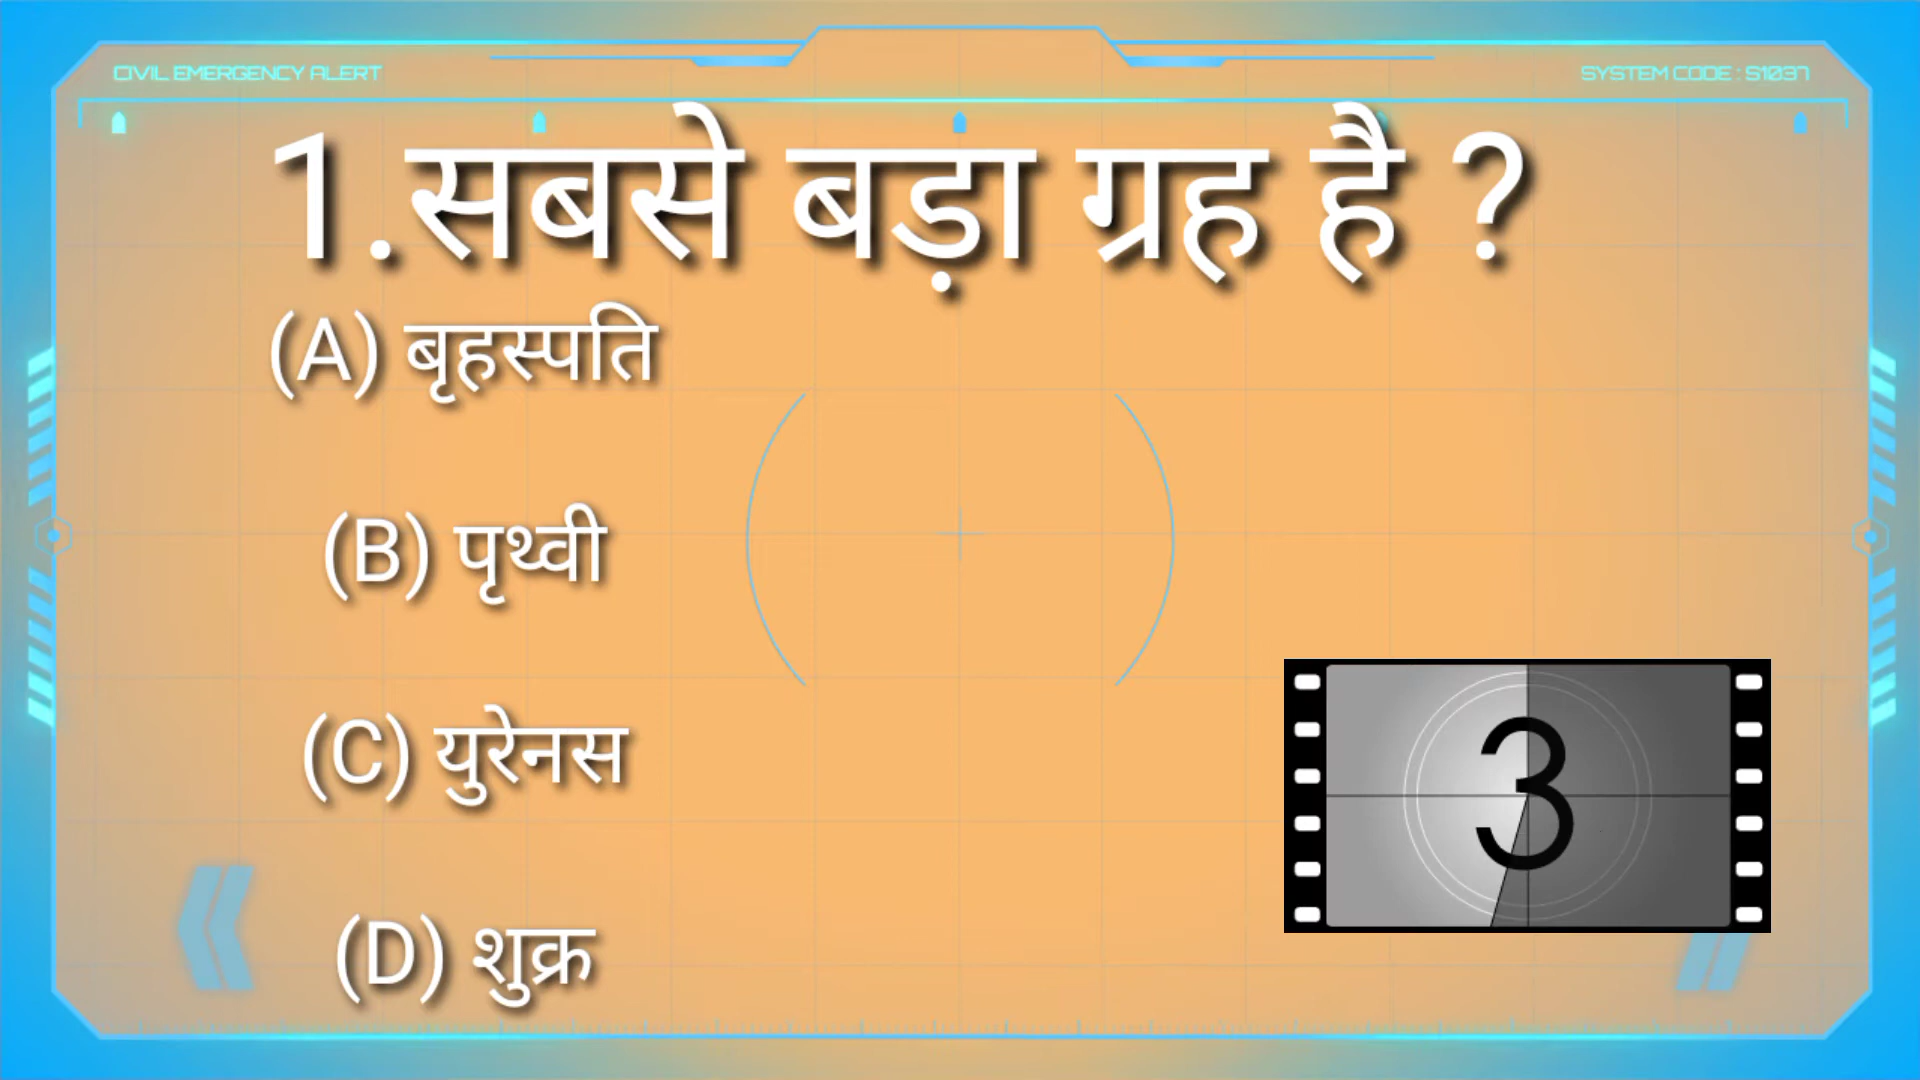 CIVIL EMERGENCY ALERT
SYSTEM CODE : S1037
1.सबसे बड़ा ग्रह है ?
(A) बृहस्पति
(B) पृथ्वी
(C) युरेनस
(D) शुक्र
3